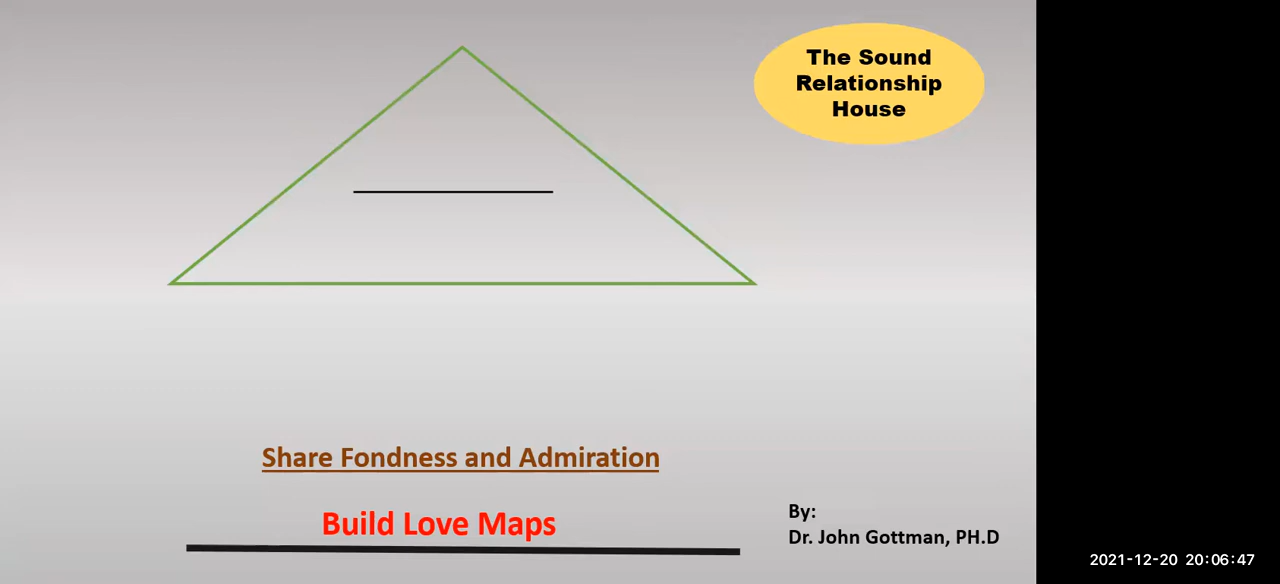 The Sound
Relationship
House
Share Fondness and Admiration
Build Love Maps
By:
Dr. John Gottman, PH.D
2021-12-20 20:06:47